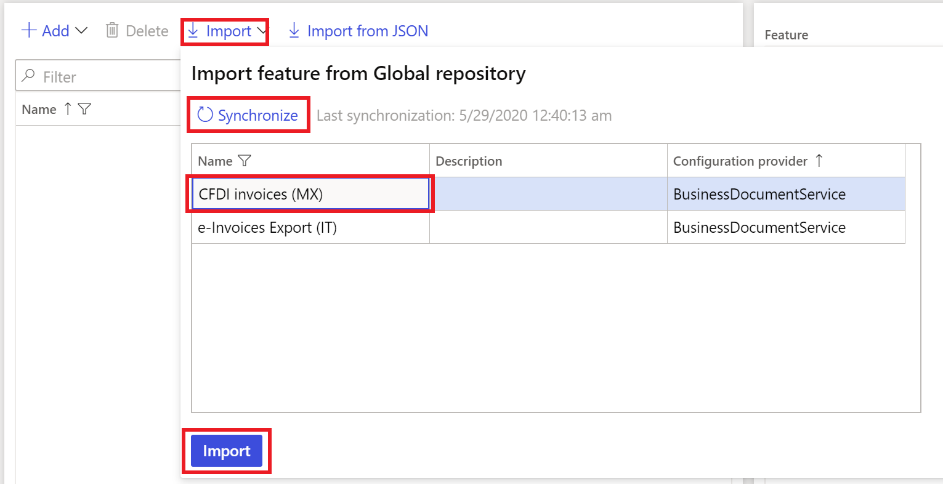 Add Delete Import Import from JSON
Feature
Filter
Name
Import feature from Global repository
Synchronize Last synchronization: 5/29/2020 12:40:13 am
Name Description Configuration provider
CFDI invoices (MX) BusinessDocumentService
e-Invoices Export (IT) BusinessDocumentService
Import